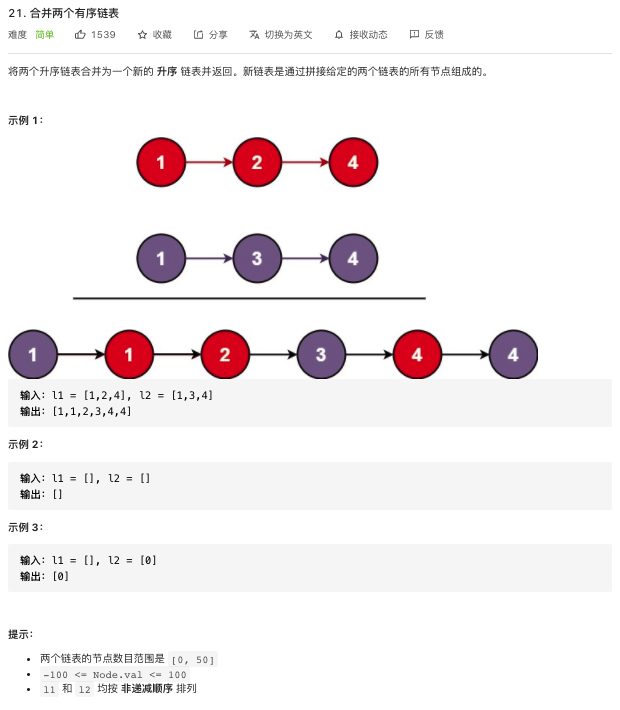 21. 合并两个有序链表
难度 简单 1539 收藏 分享 切换为英文 接收动态 反馈
将两个升序链表合并为一个新的 升序 链表并返回。新链表是通过拼接给定的两个链表的所有节点组成的。
示例 1：
1 2 4
1 3 4
1 1 2 3 4 4
输入：l1 = [1,2,4], l2 = [1,3,4]
输出：[1,1,2,3,4,4]
示例 2：
输入：l1 = [], l2 = []
输出：[]
示例 3：
输入：l1 = [], l2 = [0]
输出：[0]
提示：
• 两个链表的节点数目范围是 [0, 50]
• -100 <= Node.val <= 100
• l1 和 l2 均按 非递减顺序 排列